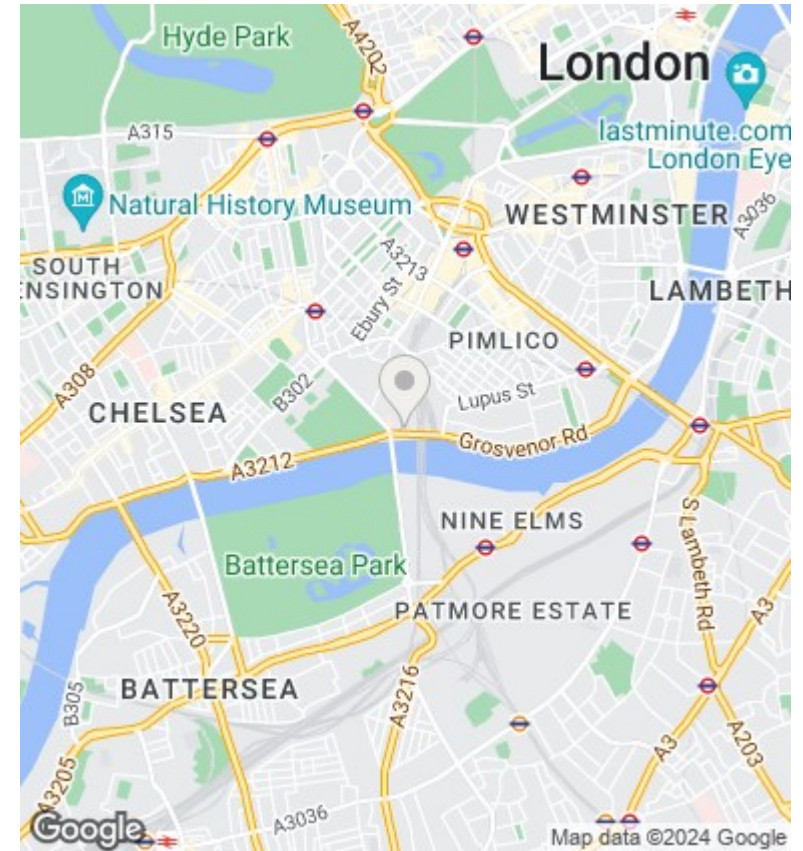 Hyde Park
A4202
London
A315
lastminute.com
London Eye
Natural History Museum
WESTMINSTER
A3036
SOUTH
ENSINGTON
A3213
LAMBETH
Ebury St
PIMLICO
A308
B302
Lupus St
CHELSEA
Grosvenor Rd
A3212
NINE ELMS
S Lambeth Rd
Battersea Park
A3220
PATMORE ESTATE
A3
BATTERSEA
B305
A3216
A3
A203
A3205
A3036
Google
Map data ©2024 Google